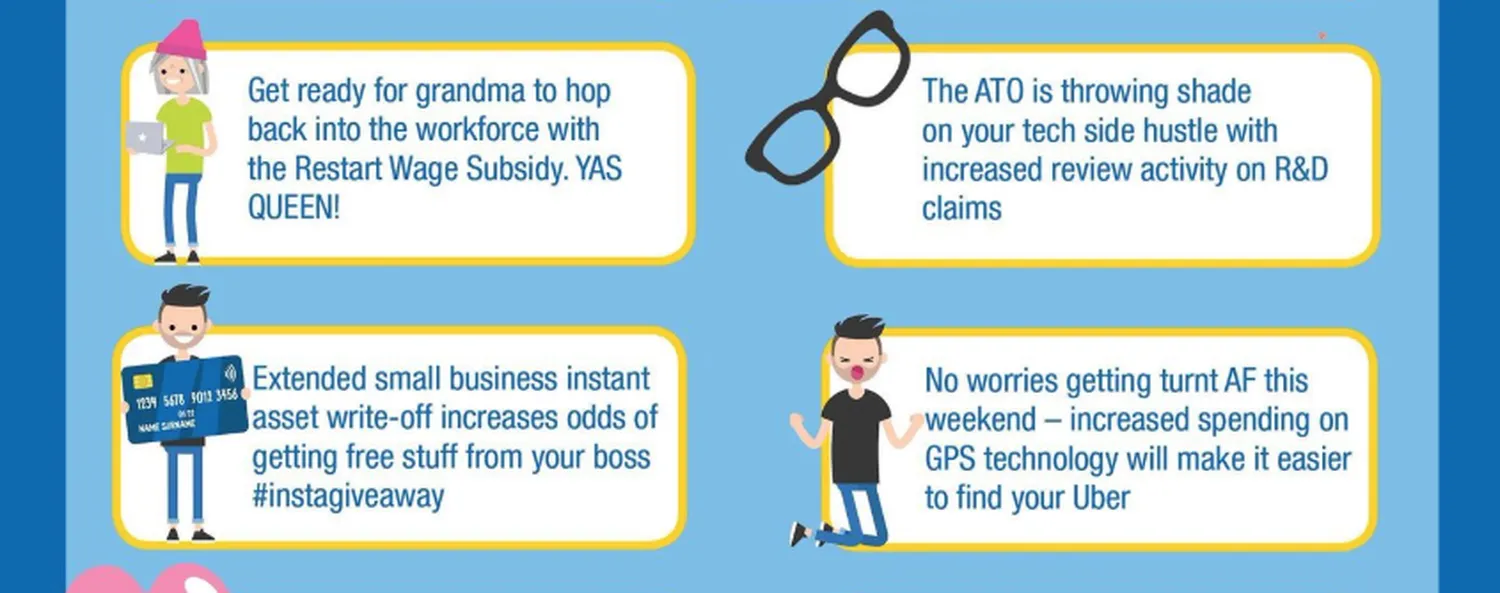 Get ready for grandma to hop
back into the workforce with
the Restart Wage Subsidy. YAS
QUEEN!
The ATO is throwing shade
on your tech side hustle with
increased review activity on R&D
claims
1234 5678 9012 3456
NAME SURNAME
Extended small business instant
asset write-off increases odds of
getting free stuff from your boss
#instagiveaway
No worries getting turnt AF this
weekend – increased spending on
GPS technology will make it easier
to find your Uber